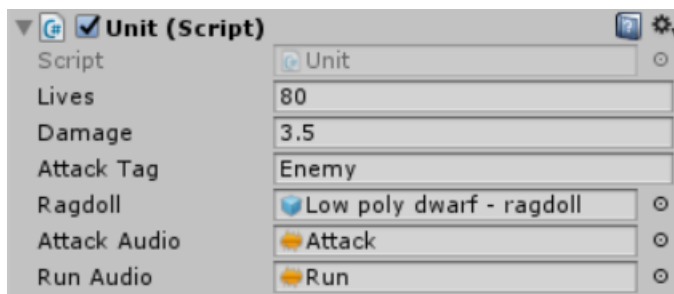 Unit (Script)
Script Unit
Lives 80
Damage 3.5
Attack Tag Enemy
Ragdoll Low poly dwarf - ragdoll
Attack Audio Attack
Run Audio Run